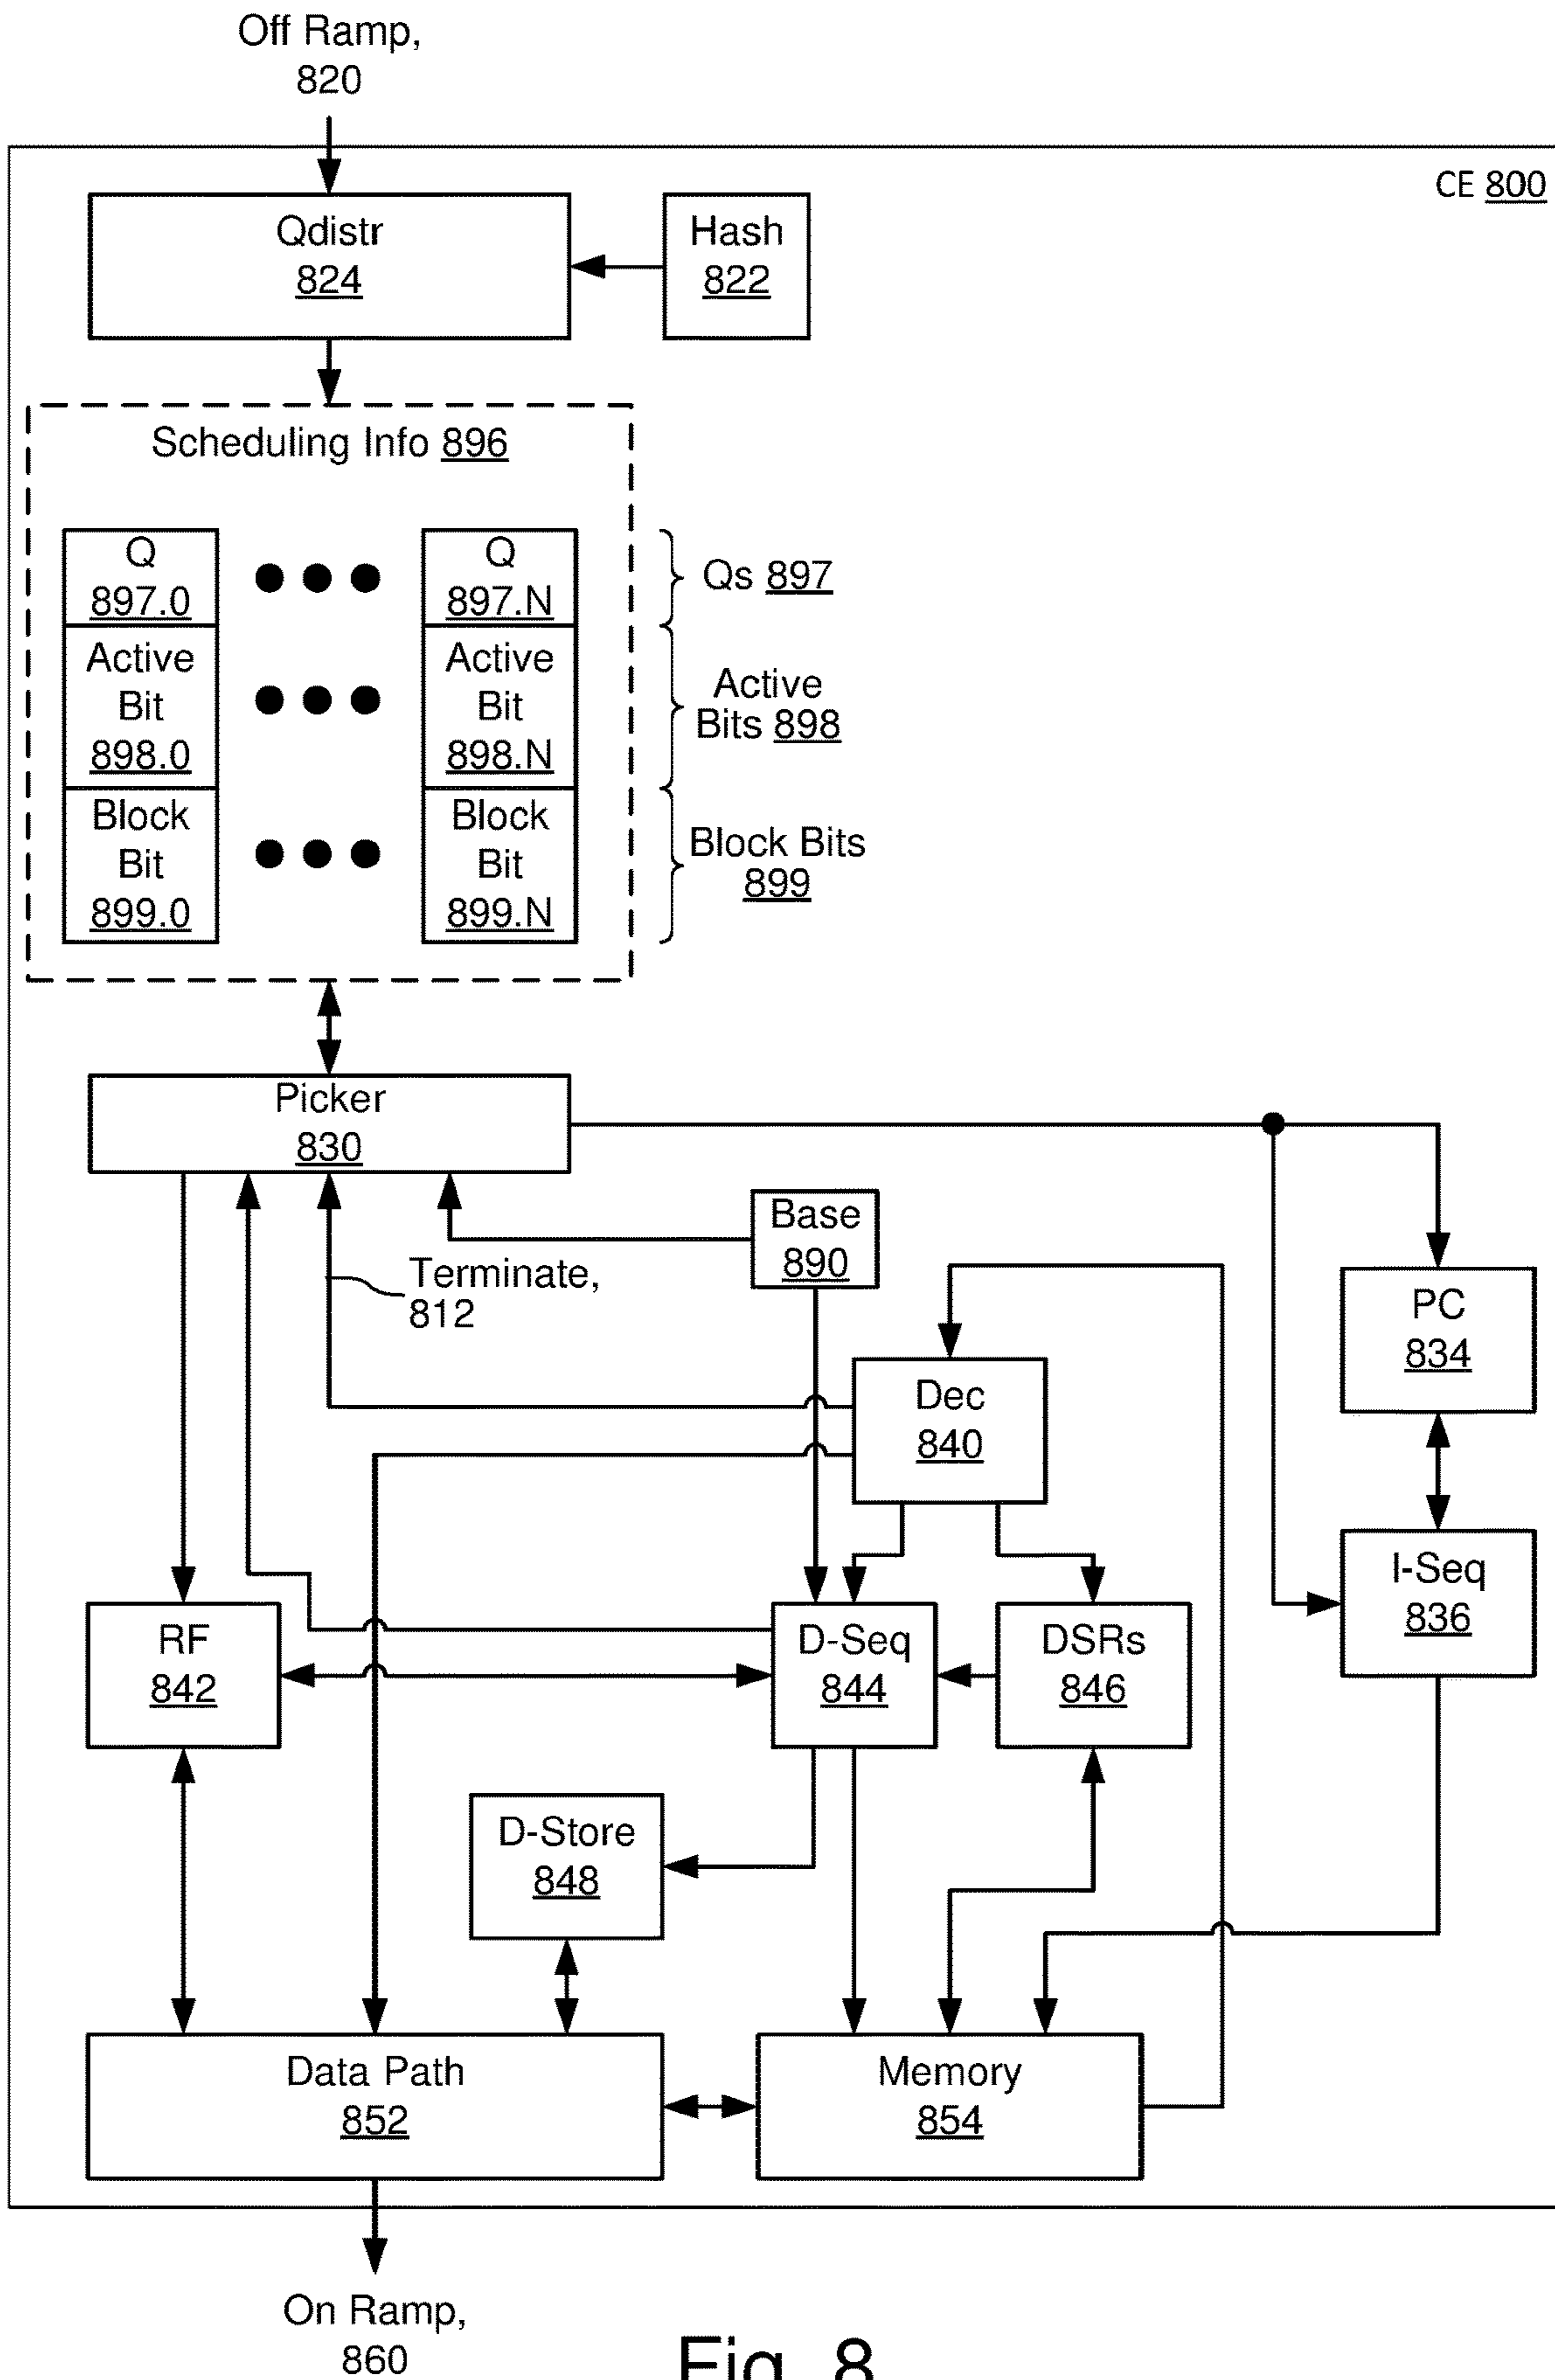 Off Ramp,
820
CE 800
Qdistr
824
Hash
822
Scheduling Info 896
Q
897.0
Q
897.N
Qs 897
Active
Bit
898.0
Active
Bit
898.N
Active
Bits 898
Block
Bit
899.0
Block
Bit
899.N
Block Bits
899
Picker
830
Base
890
Terminate,
812
PC
834
Dec
840
I-Seq
836
RF
842
D-Seq
844
DSRs
846
D-Store
848
Data Path
852
Memory
854
On Ramp,
860
Fig. 8